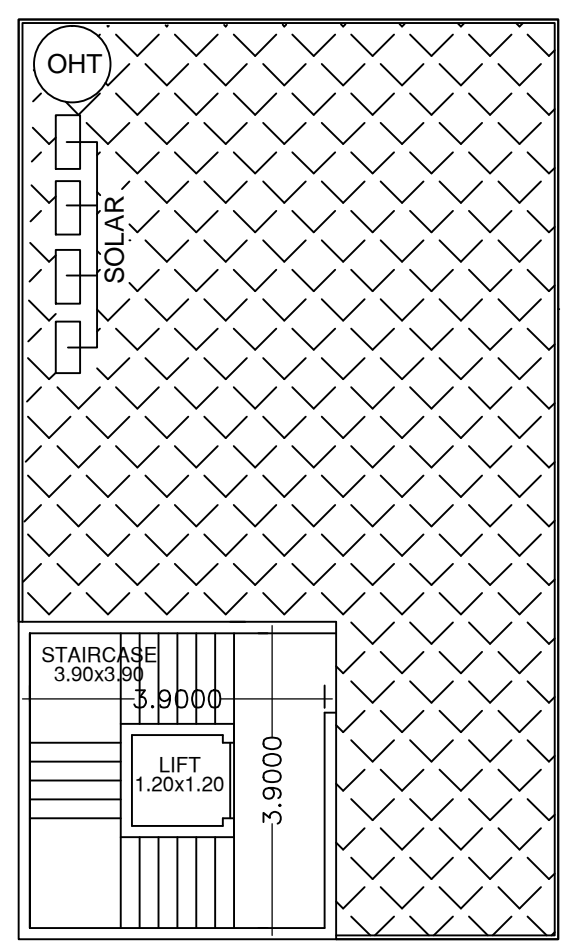 OHT
SOLAR
STAIRCASE
3.90x3.90
3.9000
LIFT
1.20x1.20
3.9000